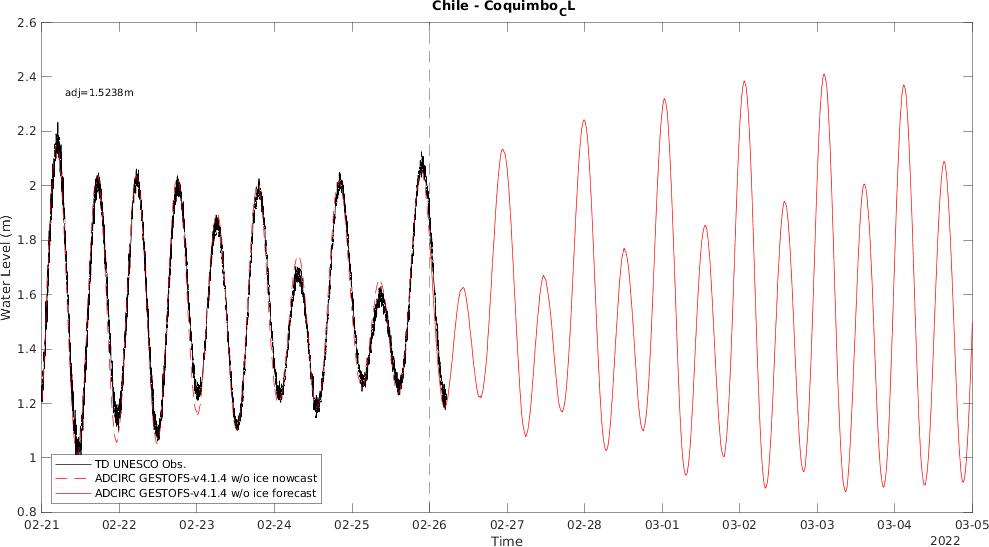 Chile - Coquimbo_CL
adj=1.5238m
Water Level (m)
2.6
2.4
2.2
2
1.8
1.6
1.4
1.2
1
0.8
TD UNESCO Obs.
ADCIRC GESTOFS-v4.1.4 w/o ice nowcast
ADCIRC GESTOFS-v4.1.4 w/o ice forecast
02-21 02-22 02-23 02-24 02-25 02-26 02-27 02-28 03-01 03-02 03-03 03-04 03-05
Time
2022